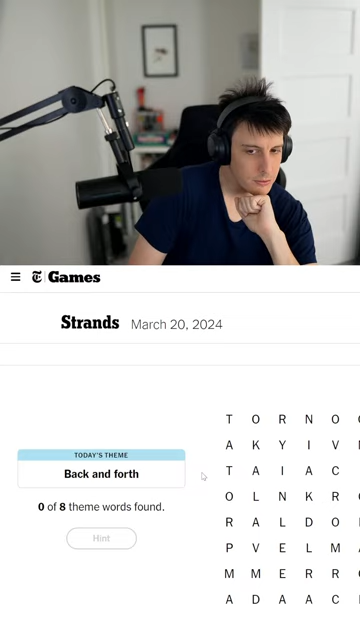 Games
Strands March 20, 2024
TODAY'S THEME
Back and forth
0 of 8 theme words found.
Hint
T O R N O
A K Y I V
T A I A C
O L N K R
R A L D O
P V E L M
M M E R R
A D A A C